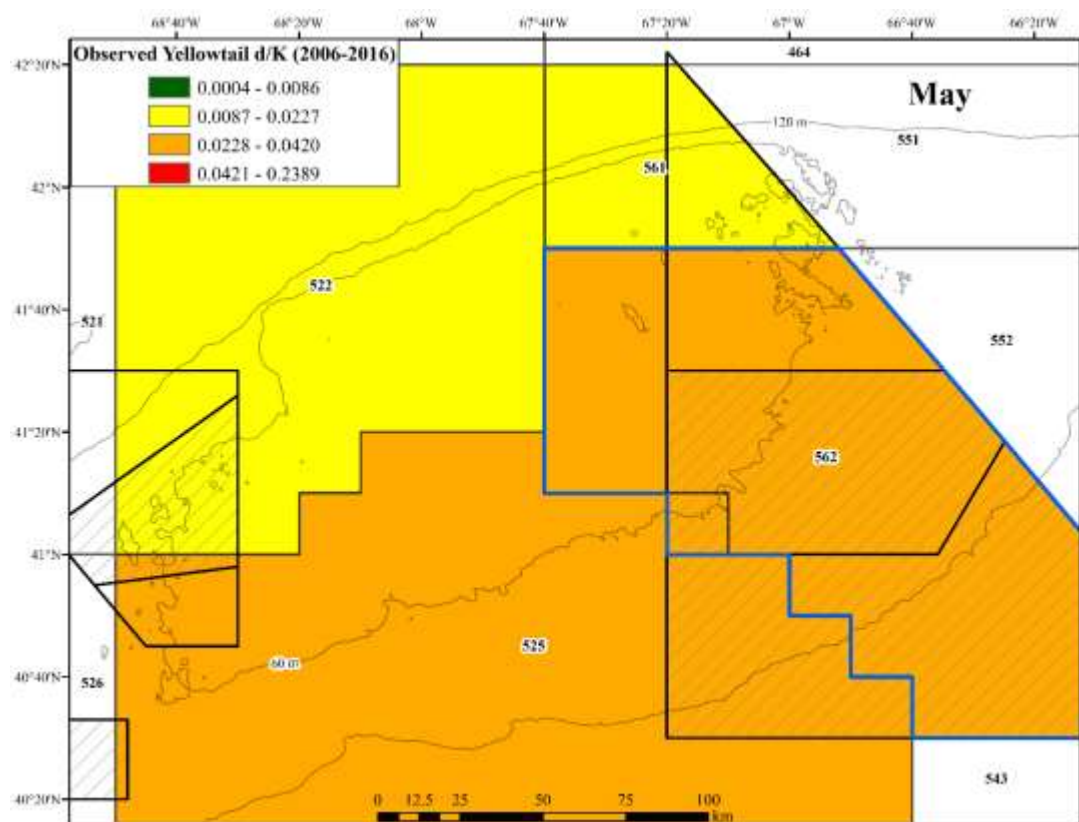 68°40'W 68°20'W 68°W 67°40'W 67°20'W 67°W 66°40'W 66°20'W
Observed Yellowtail d/K (2006-2016)
0.0004 - 0.0086
0.0087 - 0.0227
0.0228 - 0.0420
0.0421 - 0.2389
May
464
42°20'N
120 m
551
561
42°N
522
41°40'N
521
552
41°20'N
562
41°N
525
60 m
40°40'N
526
543
40°20'N
0 12.5 25 50 75 100
km